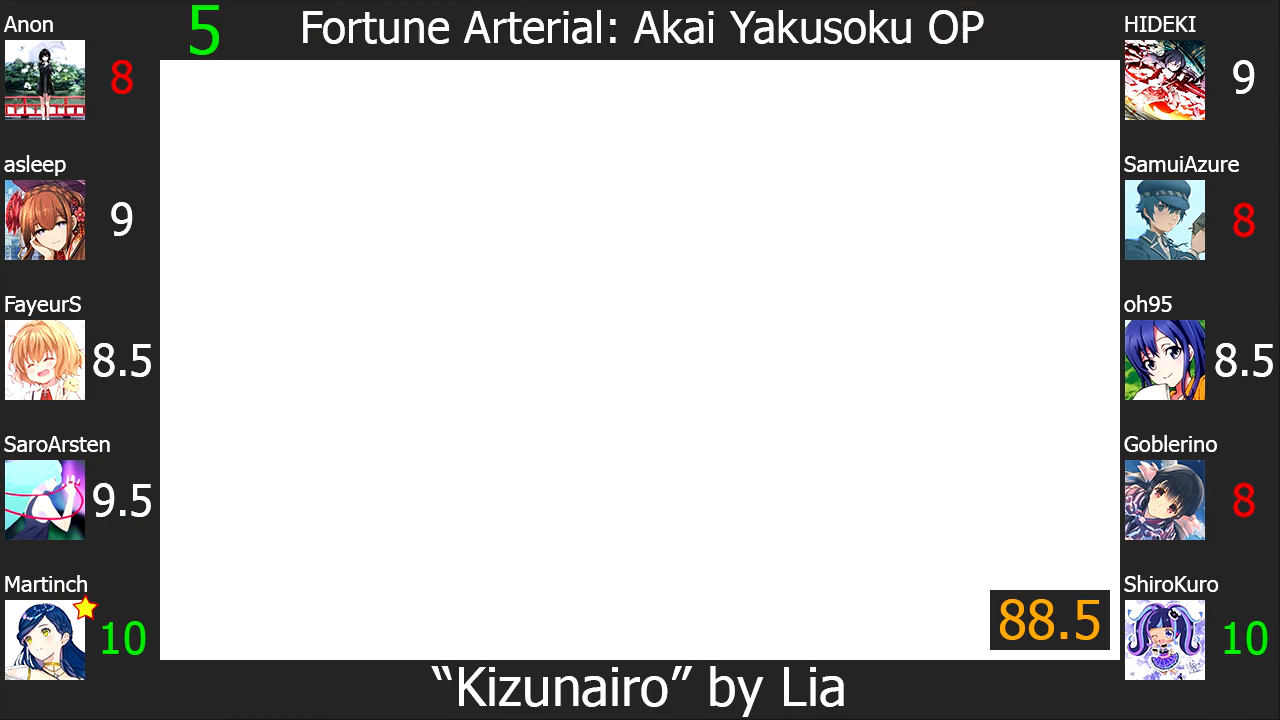 5 Fortune Arterial: Akai Yakusoku OP
Anon
8
asleep
9
FayeurS
8.5
SaroArsten
9.5
Martinch
10
HIDEKI
9
SamuiAzure
8
oh95
8.5
Goblerino
8
ShiroKuro
10
88.5
“Kizunairo” by Lia